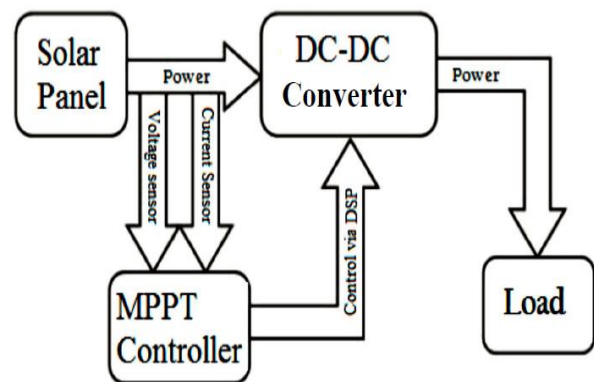 Solar
Panel
Power
DC-DC
Converter
Power
Voltage sensor
Current Sensor
Control via DSP
MPPT
Controller
Load